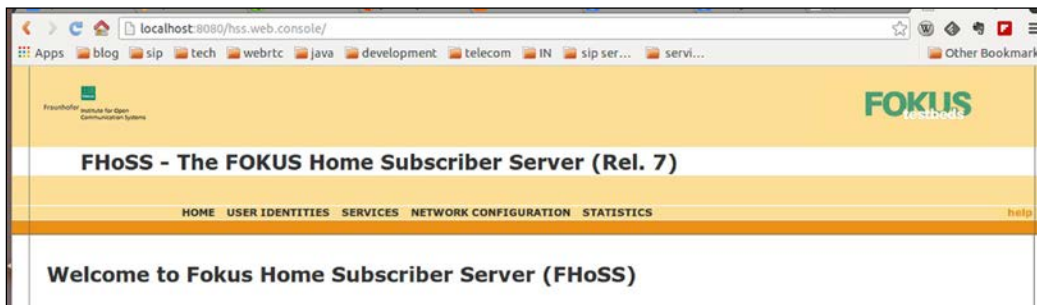 localhost:8080/hss.web.console/
Apps blog sip tech webrtc java development telecom IN sip ser... servi... Other Bookmark
Fraunhofer Institute for Open
Communication Systems
FOKUS
testbeds
FHoSS - The FOKUS Home Subscriber Server (Rel. 7)
HOME USER IDENTITIES SERVICES NETWORK CONFIGURATION STATISTICS help
Welcome to Fokus Home Subscriber Server (FHoSS)